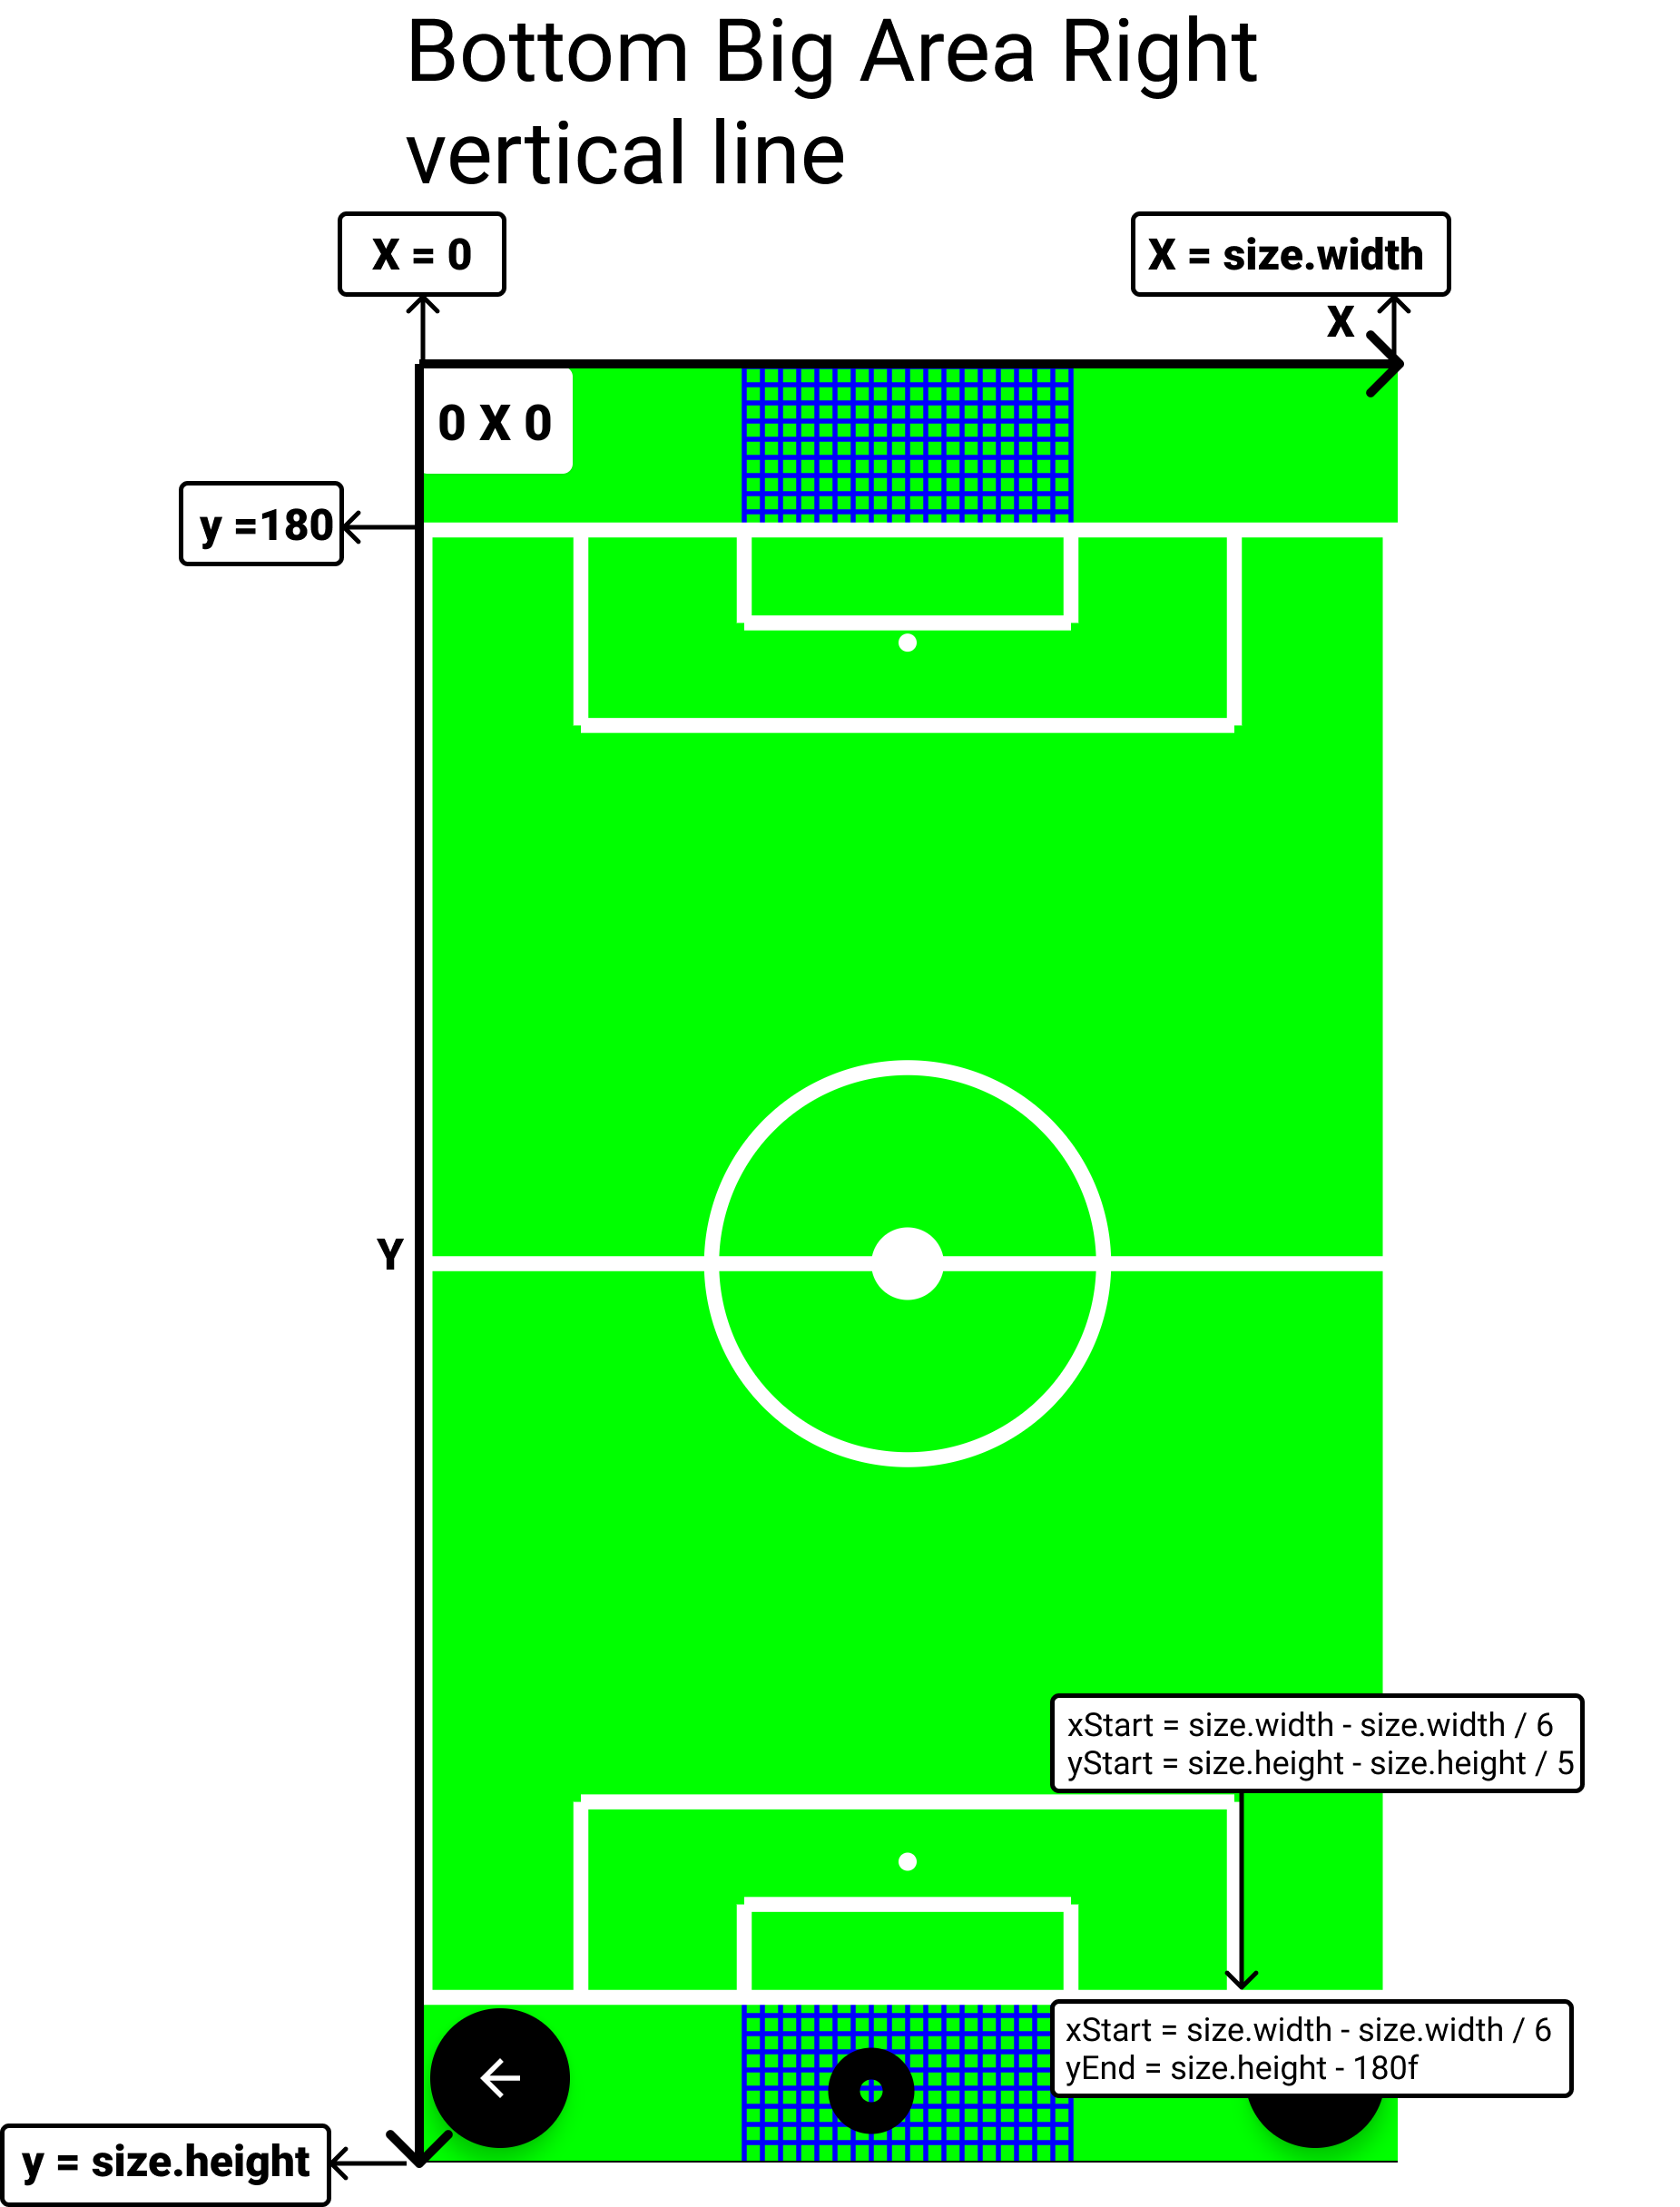 Bottom Big Area Right
vertical line
X = 0
X = size.width
X
0 X 0
y =180
Y
xStart = size.width - size.width / 6
yStart = size.height - size.height / 5
xStart = size.width - size.width / 6
yEnd = size.height - 180f
y = size.height